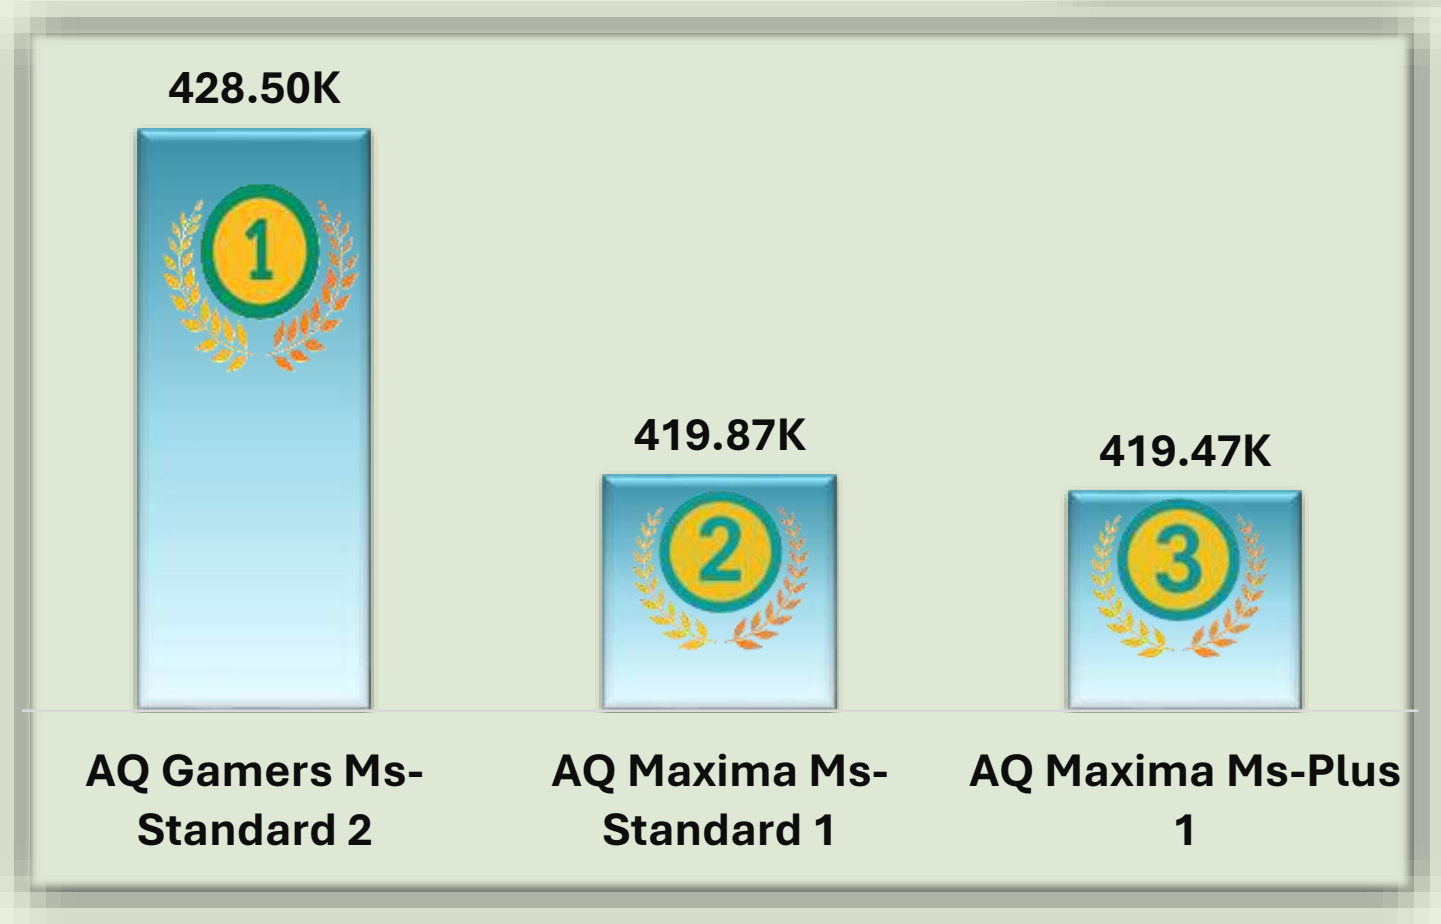 428.50K
1
419.87K
2
419.47K
3
AQ Gamers Ms-
Standard 2
AQ Maxima Ms-
Standard 1
AQ Maxima Ms-Plus
1